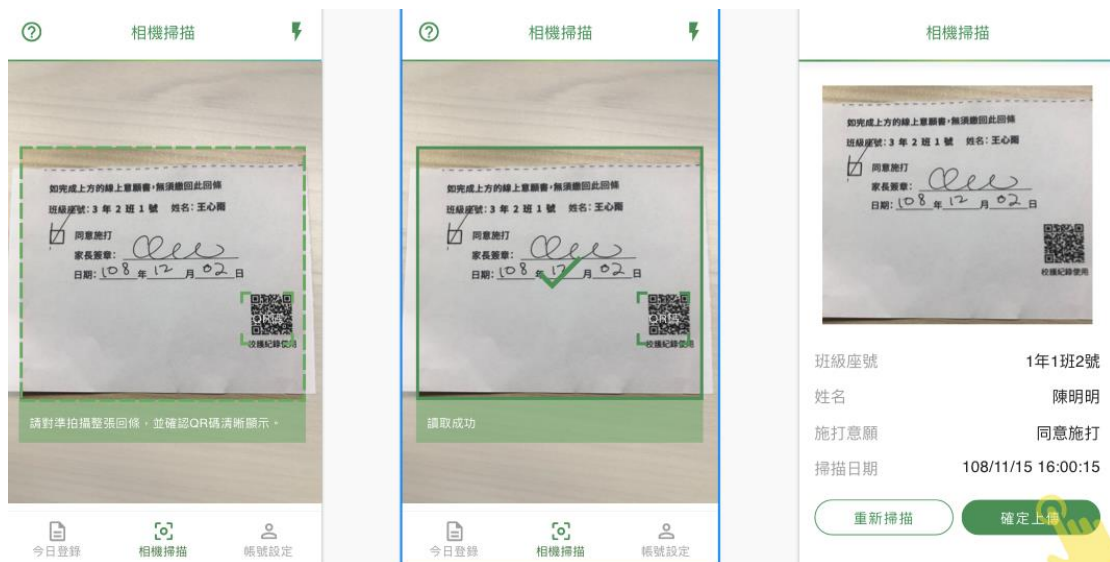 相機掃描
如完成上方的線上意願書,無須繳回此回條
班級座號:3 年 2 班 1 號 姓名:王心雨
同意施打
家長簽章:
日期:108 年 12 月 02 日
QR碼
校護紀錄使用
請對準拍攝整張回條,並確認QR碼清晰顯示。
今日登錄
相機掃描
帳號設定
相機掃描
如完成上方的線上意願書,無須繳回此回條
班級座號:3 年 2 班 1 號 姓名:王心雨
同意施打
家長簽章:
日期:108 年 12 月 02 日
QR碼
校護紀錄使用
讀取成功
今日登錄
相機掃描
帳號設定
相機掃描
如完成上方的線上意願書,無須繳回此回條
班級座號:3 年 2 班 1 號 姓名:王心雨
同意施打
家長簽章:
日期:108 年 12 月 02 日
校護紀錄使用
班級座號 1年1班2號
姓名 陳明明
施打意願 同意施打
掃描日期 108/11/15 16:00:15
重新掃描 確定上傳